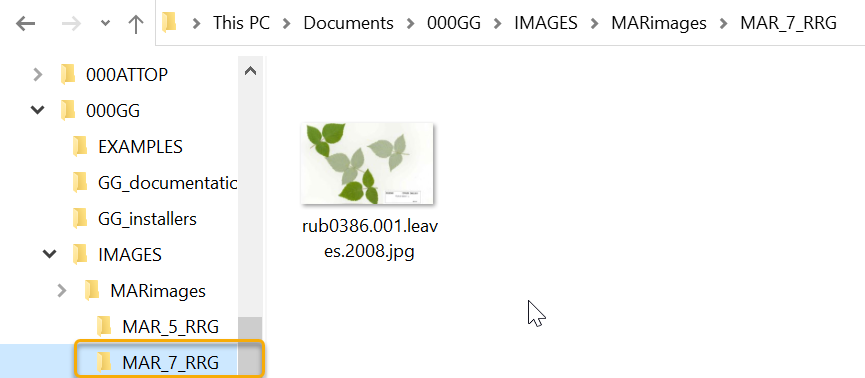 This PC > Documents > 000GG > IMAGES > MARimages > MAR_7_RRG
000ATTOP
000GG
EXAMPLES
GG_documentatic
GG_installers
IMAGES
MARimages
MAR_5_RRG
MAR_7_RRG
rub0386.001.leav
es.2008.jpg